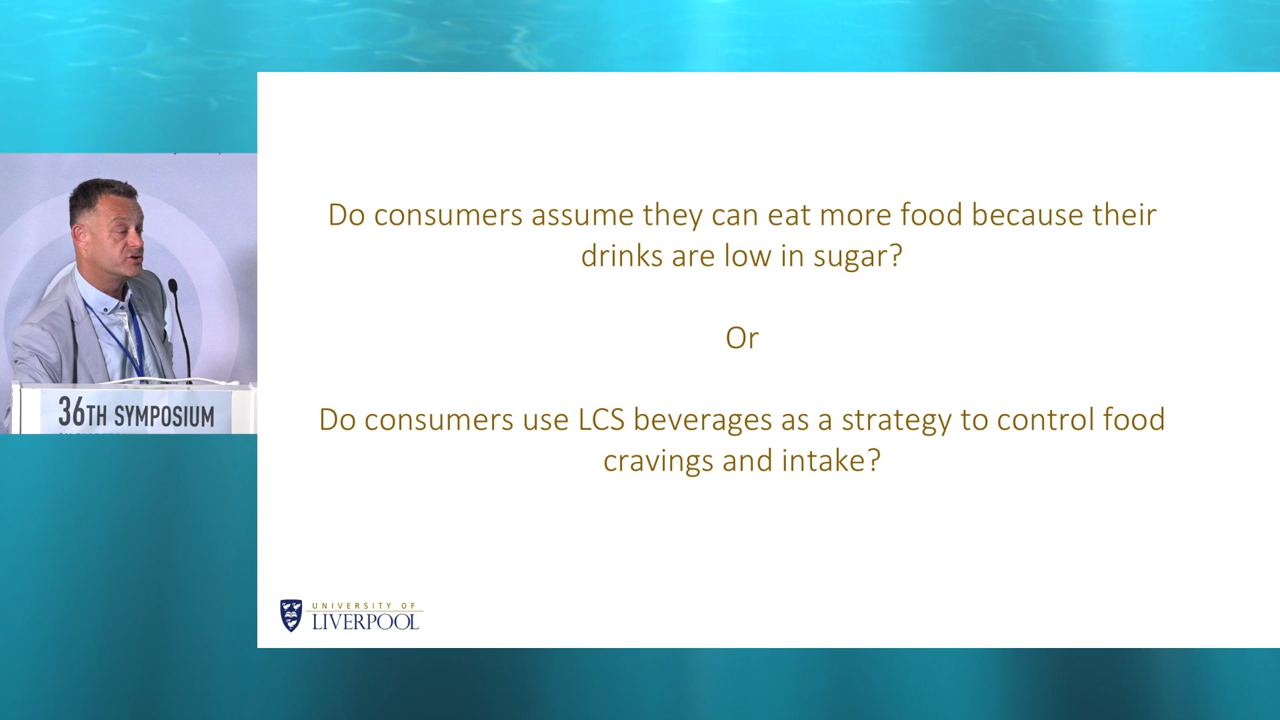 Do consumers assume they can eat more food because their
drinks are low in sugar?
Or
Do consumers use LCS beverages as a strategy to control food
cravings and intake?
36TH SYMPOSIUM
UNIVERSITY OF
LIVERPOOL